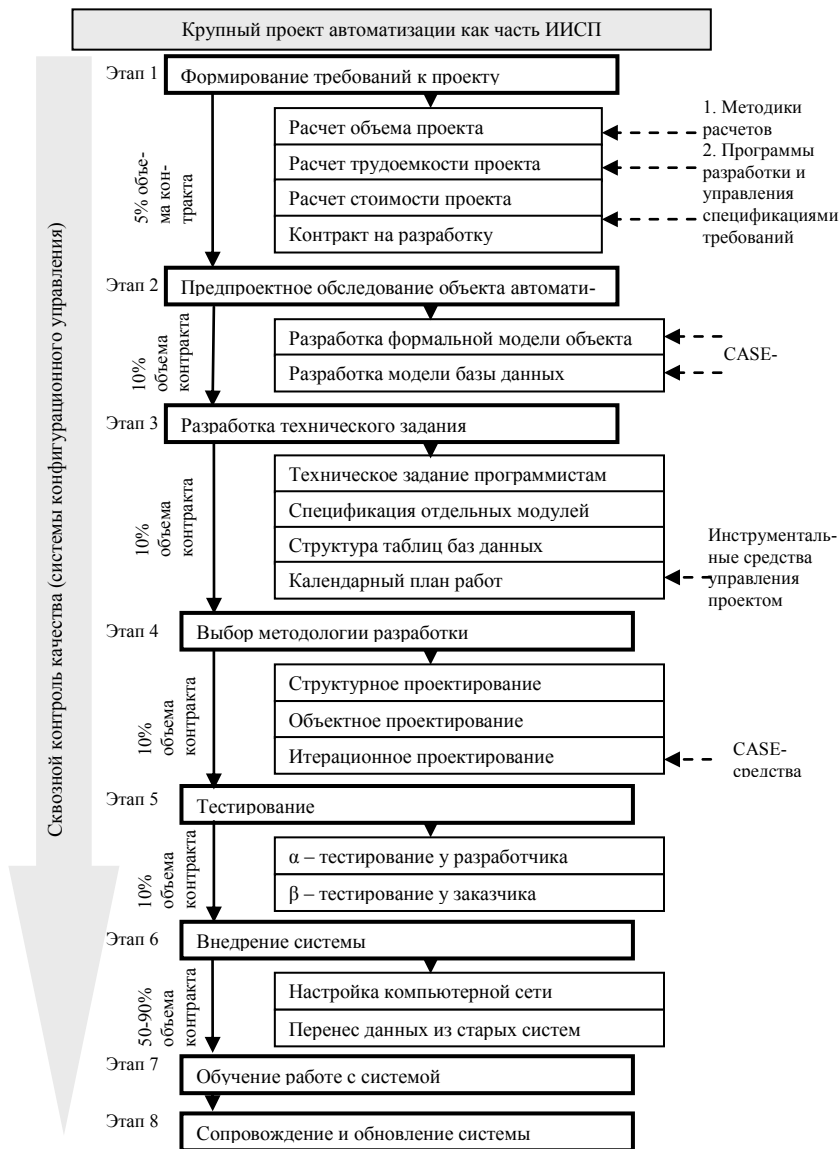 Крупный проект автоматизации как часть ИИСП
Сквозной контроль качества (системы конфигурационного управления)
Этап 1
Формирование требований к проекту
5% объе-
ма кон-
тракта
Расчет объема проекта
Расчет трудоемкости проекта
Расчет стоимости проекта
Контракт на разработку
1. Методики
расчетов
2. Программы
разработки и
управления
спецификациями
требований
Этап 2
Предпроектное обследование объекта автомати-
10%
объема
контракта
Разработка формальной модели объекта
Разработка модели базы данных
CASE-
Этап 3
Разработка технического задания
10%
объема
контракта
Техническое задание программистам
Спецификация отдельных модулей
Структура таблиц баз данных
Календарный план работ
Инструменталь-
ные средства
управления
проектом
Этап 4
Выбор методологии разработки
10%
объема
контракта
Структурное проектирование
Объектное проектирование
Итерационное проектирование
CASE-
средства
Этап 5
Тестирование
10%
объема
контракта
α – тестирование у разработчика
β – тестирование у заказчика
Этап 6
Внедрение системы
50-90%
объема
контракта
Настройка компьютерной сети
Перенес данных из старых систем
Этап 7
Обучение работе с системой
Этап 8
Сопровождение и обновление системы